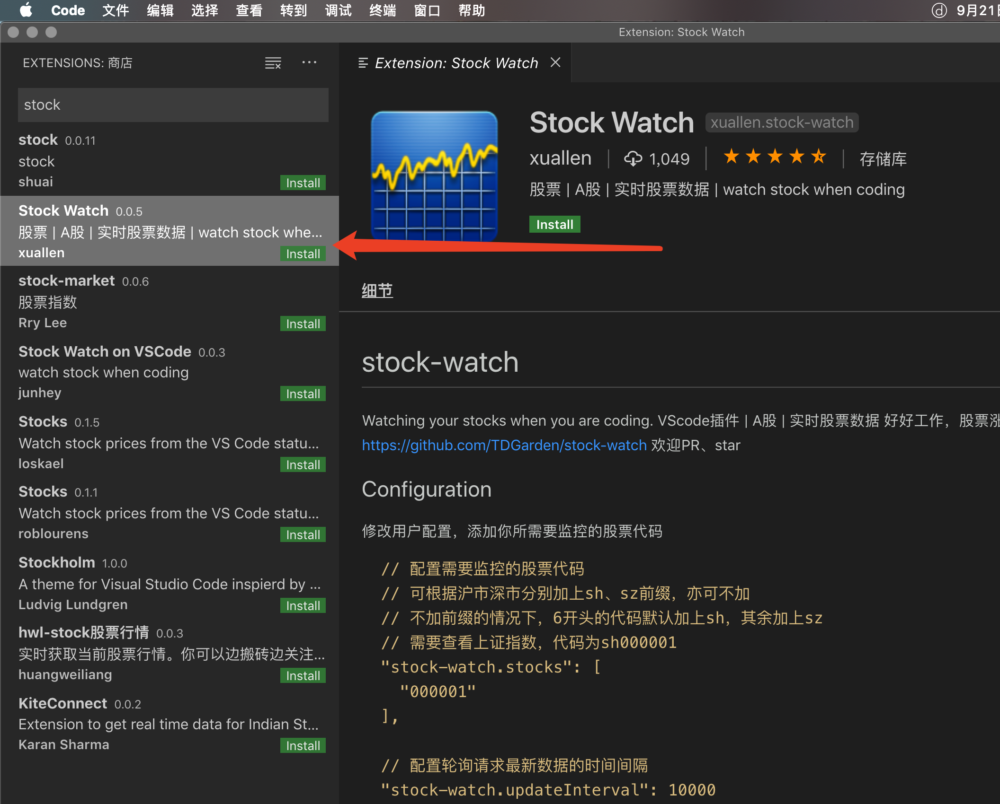 Code 文件 编辑 选择 查看 转到 调试 终端 窗口 帮助 9月21
Extension: Stock Watch
EXTENSIONS: 商店
stock
stock 0.0.11
stock
shuai
Install
Stock Watch 0.0.5
股票 | A股 | 实时股票数据 | watch stock whe...
xuallen
Install
stock-market 0.0.6
股票指数
Rry Lee
Install
Stock Watch on VSCode 0.0.3
watch stock when coding
junhey
Install
Stocks 0.1.5
Watch stock prices from the VS Code statu...
loskael
Install
Stocks 0.1.1
Watch stock prices from the VS Code statu...
roblourens
Install
Stockholm 1.0.0
A theme for Visual Studio Code inspierd by ...
Ludvig Lundgren
Install
hwl-stock股票行情 0.0.3
实时获取当前股票行情。你可以边搬砖边关注...
huangweiliang
Install
KiteConnect 0.0.2
Extension to get real time data for Indian St...
Karan Sharma
Install
Extension: Stock Watch
Stock Watch xuallen.stock-watch
xuallen | 1,049 | 存储库
股票 | A股 | 实时股票数据 | watch stock when coding
Install
细节
stock-watch
Watching your stocks when you are coding. VScode插件 | A股 | 实时股票数据 好好工作，股票涨
https://github.com/TDGarden/stock-watch 欢迎PR、star
Configuration
修改用户配置，添加你所需要监控的股票代码
// 配置需要监控的股票代码
// 可根据沪市深市分别加上sh、sz前缀，亦可不加
// 不加前缀的情况下，6开头的代码默认加上sh，其余加上sz
// 需要查看上证指数，代码为sh000001
"stock-watch.stocks": [
"000001"
],
// 配置轮询请求最新数据的时间间隔
"stock-watch.updateInterval": 10000